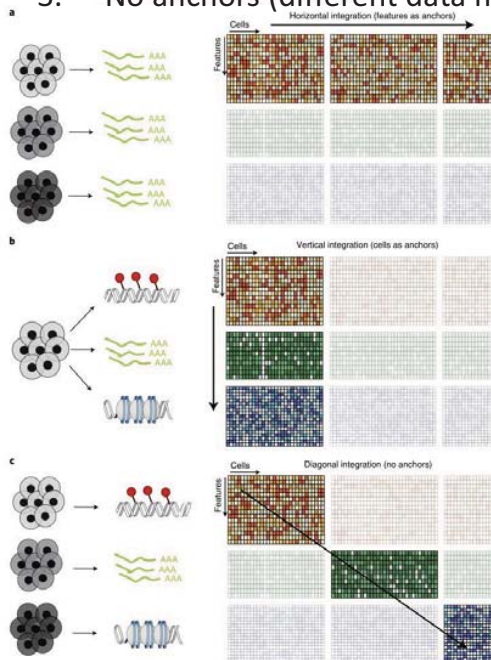 No anchors (different data
a
Horizontal integration (features as anchors)
Cells
Features
AAA
AAA
AAA
AAA
AAA
AAA
AAA
AAA
AAA
b
Vertical integration (cells as anchors)
Cells
Features
AAA
AAA
AAA
c
Diagonal integration (no anchors)
Cells
Features
AAA
AAA
AAA